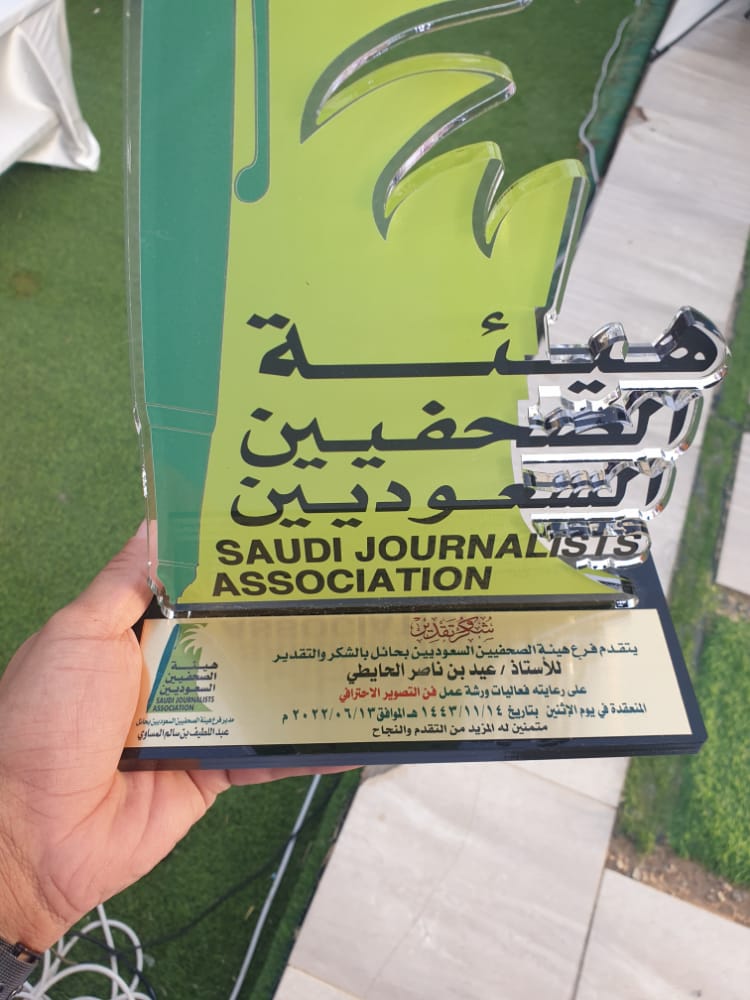 هيئة
الصحفيين
السعوديين
SAUDI JOURNALISTS
ASSOCIATION
شكر وتقدير
يتقدم فرع هيئة الصحفيين السعوديين بحائل بالشكر والتقدير
للأستاذ / عيد بن ناصر الحايطي
على رعايته فعاليات ورشة عمل فن التصوير الاحترافي
المنعقدة في يوم الإثنين بتاريخ ١٤٤٣/١١/١٤ هـ الموافق ٢٠٢٢/٠٦/١٣ م
متمنين له المزيد من التقدم والنجاح
هيئة
الصحفيين
السعوديين
SAUDI JOURNALISTS
ASSOCIATION
مدير فرع هيئة الصحفيين السعوديين بحائل
عبداللطيف بن سالم المساوي